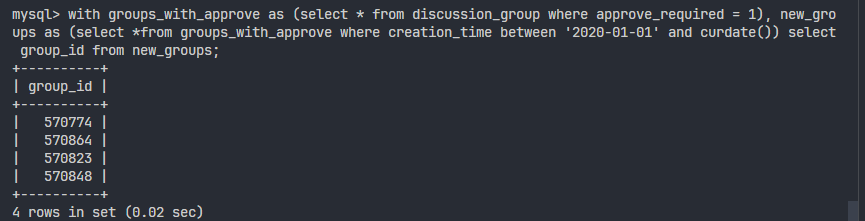 mysql> with groups_with_approve as (select * from discussion_group where approve_required = 1), new_gro
ups as (select *from groups_with_approve where creation_time between '2020-01-01' and curdate()) select
 group_id from new_groups;
+----------+
| group_id |
+----------+
|   570774 |
|   570864 |
|   570823 |
|   570848 |
+----------+
4 rows in set (0.02 sec)